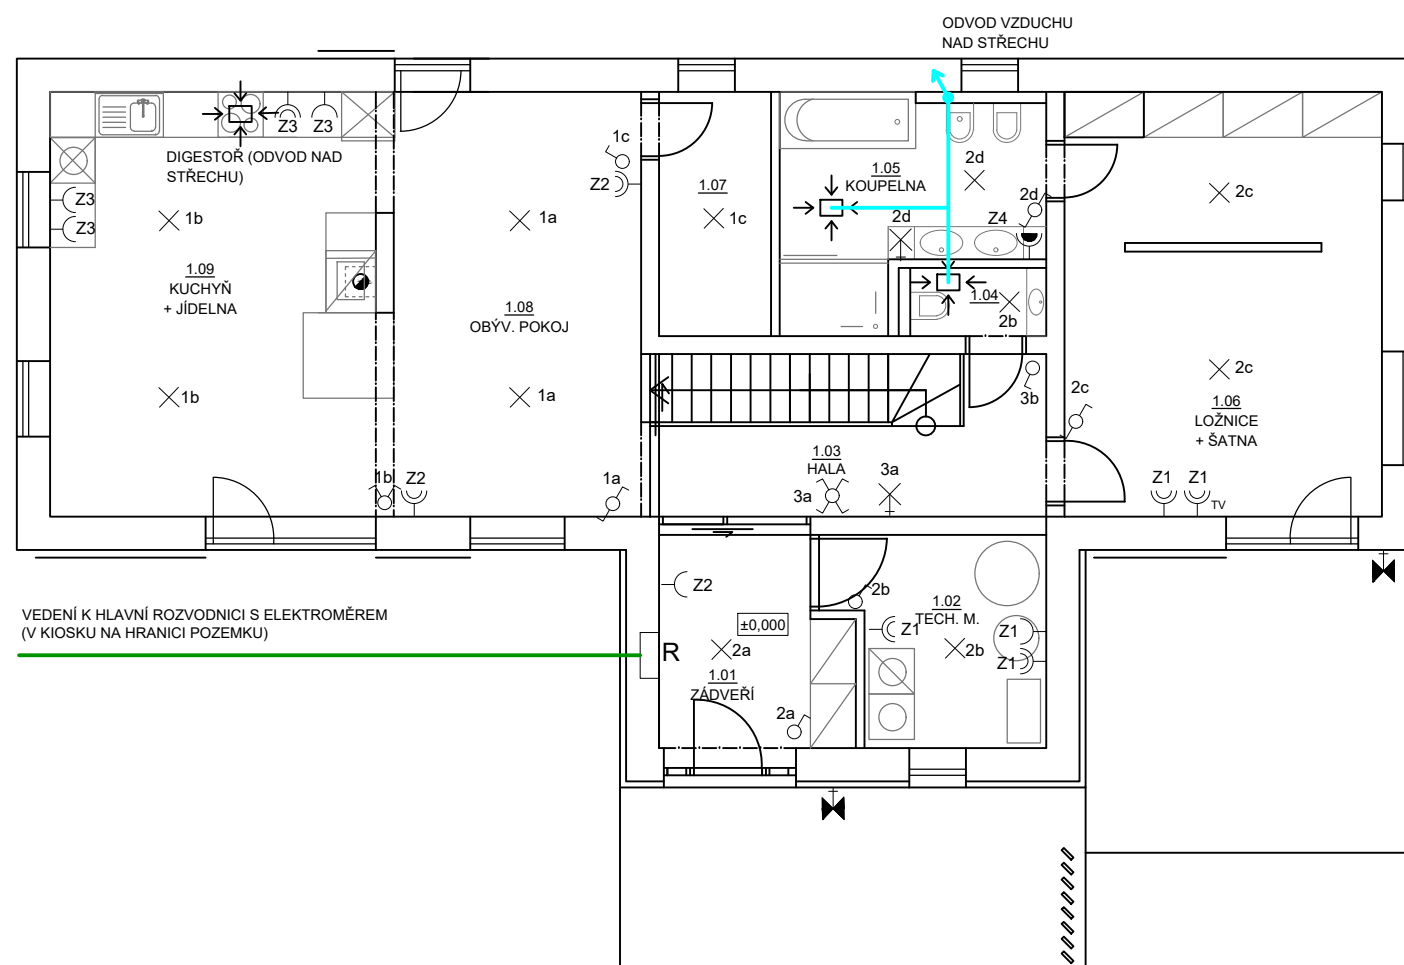 ODVOD VZDUCHU
NAD STŘECHU
Z3
Z3
DIGESTOŘ (ODVOD NAD
STŘECHU)
Z3
Z3
1b
1.09
KUCHYŇ
+ JÍDELNA
1b
1a
1.08
OBÝV. POKOJ
1a
1c
Z2
1.07
1c
1.05
KOUPELNA
2d
2d
2d
Z4
1.04
2b
2c
2c
1.06
LOŽNICE
+ ŠATNA
2c
3b
1.03
HALA
3a
3a
1b
Z2
1a
Z1
Z1
TV
VEDENÍ K HLAVNÍ ROZVODNICI S ELEKTROMĚREM
(V KIOSKU NA HRANICI POZEMKU)
R
Z2
±0,000
2a
1.01
ZÁDVEŘÍ
2a
2b
1.02
TECH. M.
Z1
2b
Z1
Z1